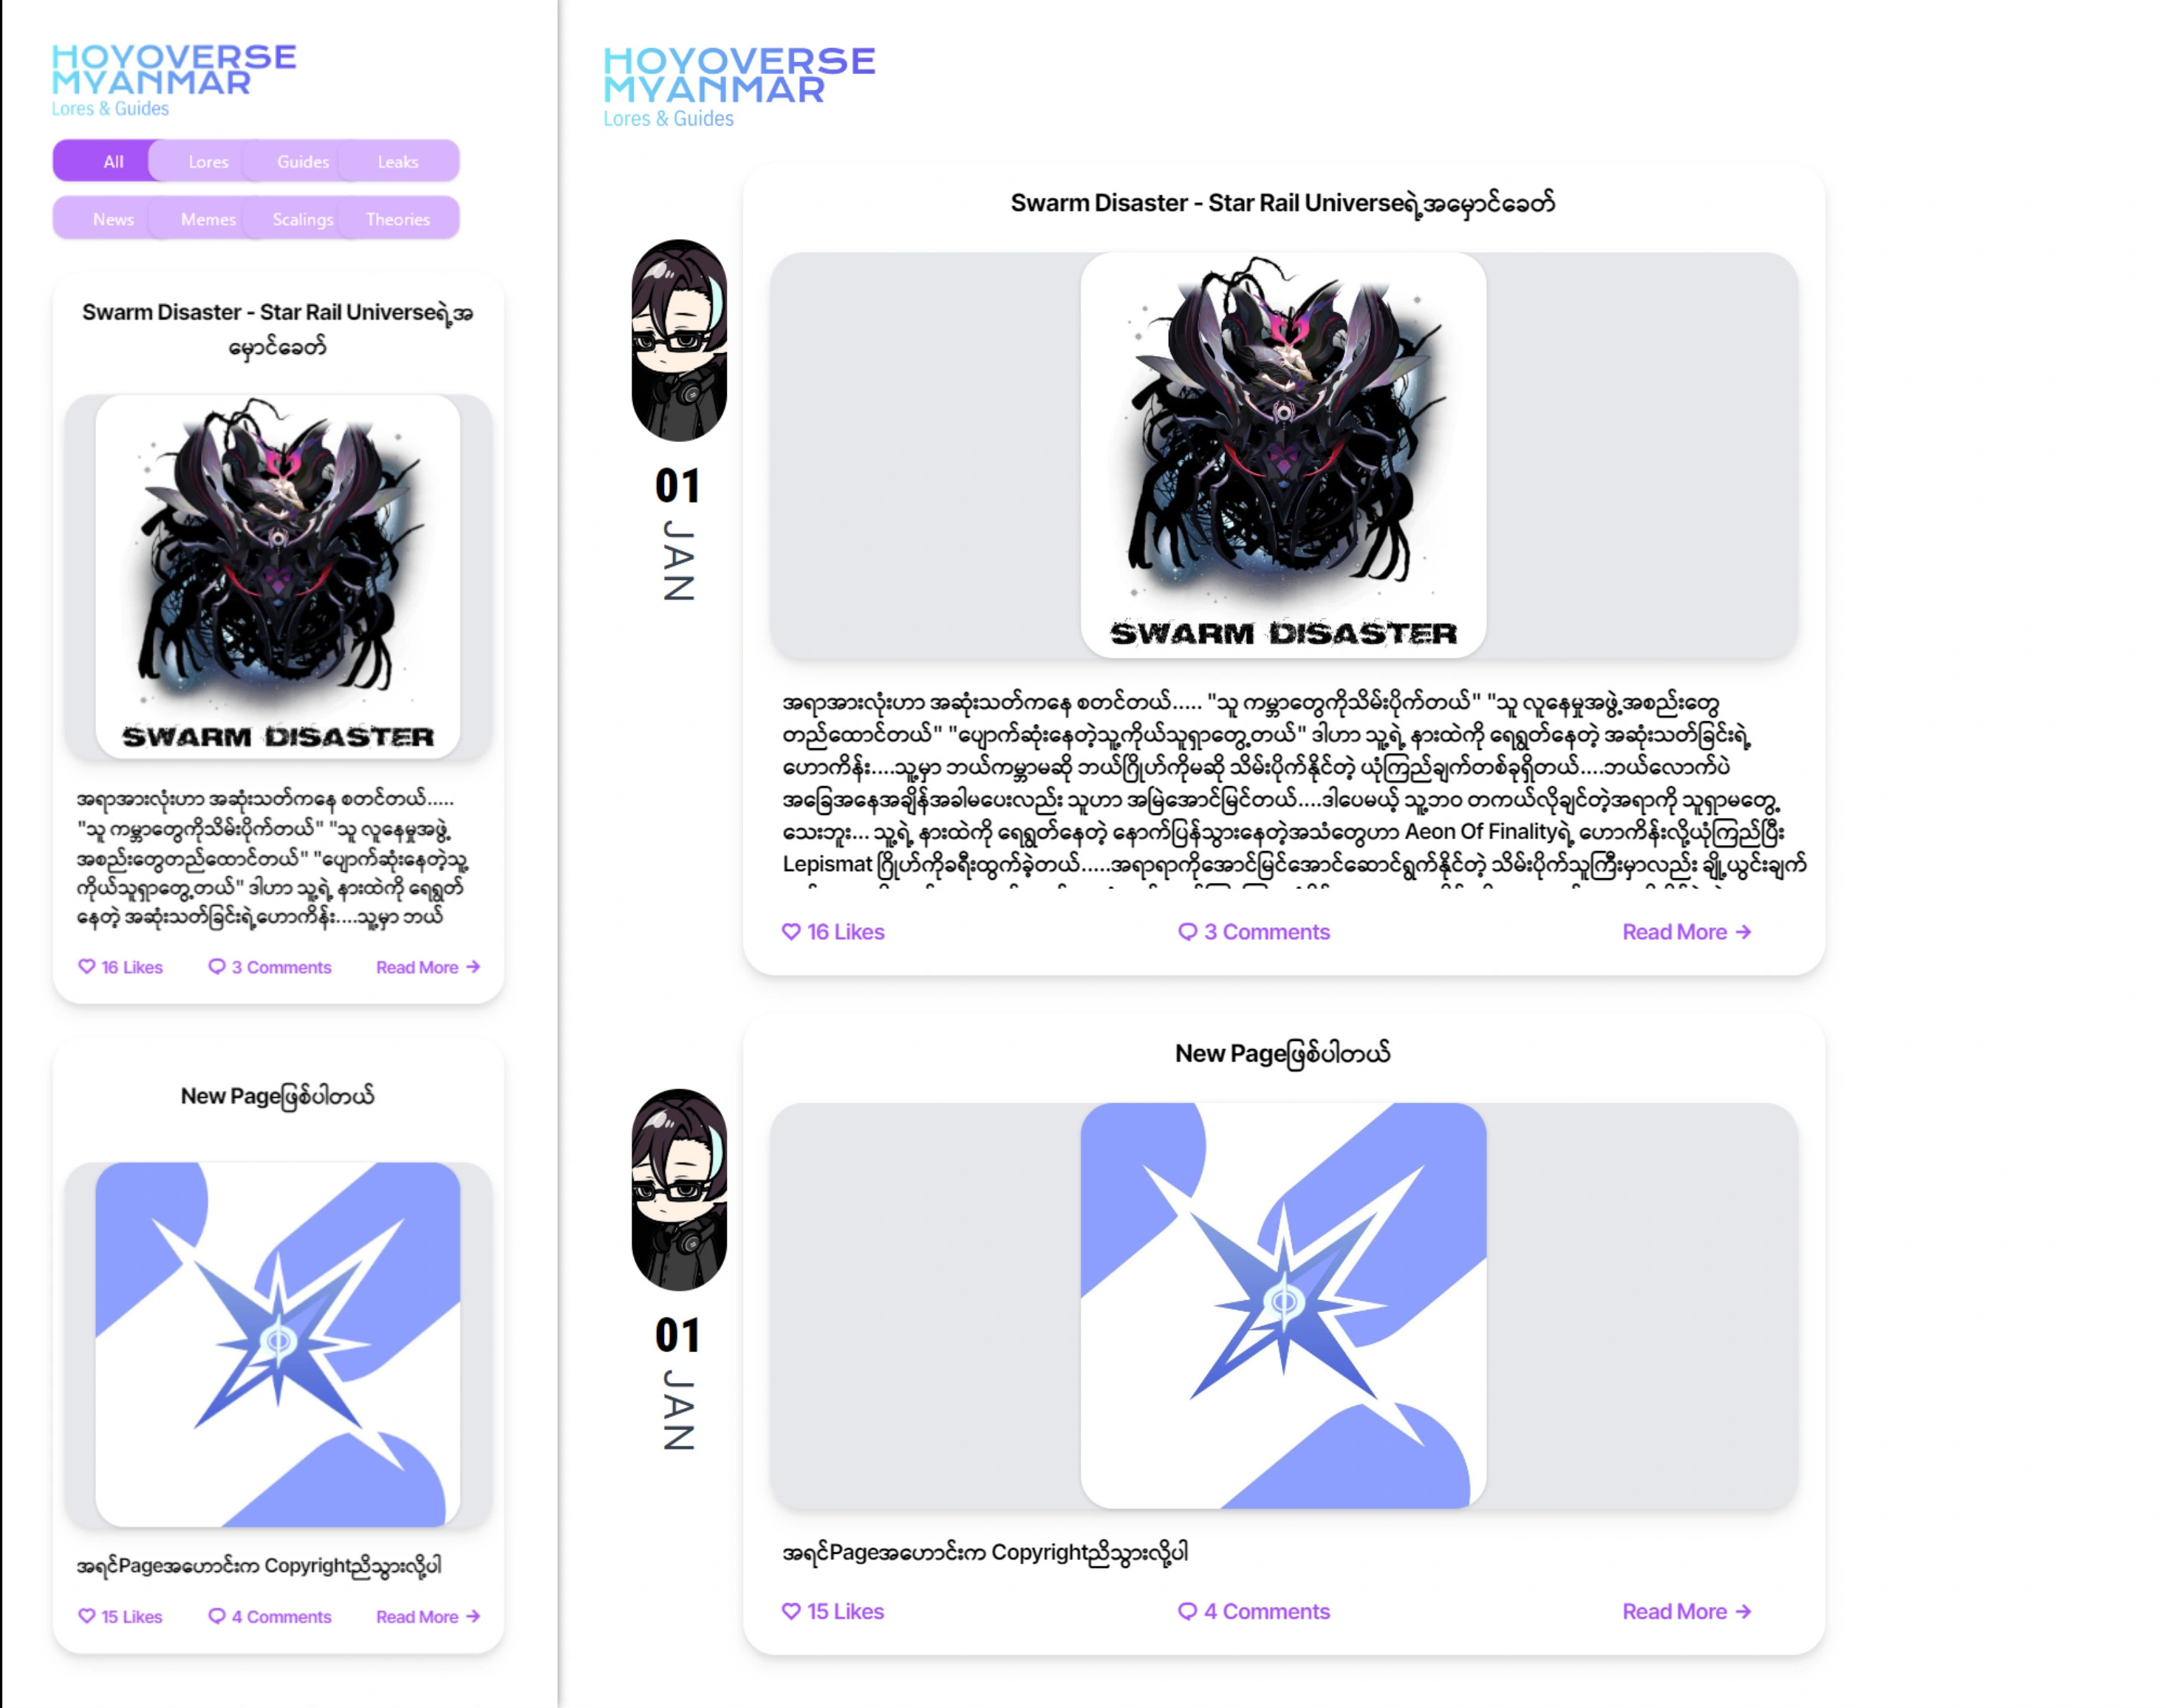 HOYOVERSE
MYANMAR
Lores & Guides
All Lores Guides Leaks
News Memes Scalings Theories
Swarm Disaster - Star Rail Universeရဲ့အ
မှောင်ခေတ်
SWARM DISASTER
အရာအားလုံးဟာ အဆုံးသတ်ကနေ စတင်တယ်.....
"သူ ကမ္ဘာတွေကိုသိမ်းပိုက်တယ်" "သူ လူနေမှုအဖွဲ့
အစည်းတွေတည်ထောင်တယ်" "ပျောက်ဆုံးနေတဲ့သူ့
ကိုယ်သူရှာတွေ့တယ်" ဒါဟာ သူ့ရဲ့ နားထဲကို ရေရွတ်
နေတဲ့ အဆုံးသတ်ခြင်းရဲ့ဟောကိန်း....သူ့မှာ ဘယ်
16 Likes 3 Comments Read More →
New Pageဖြစ်ပါတယ်
အရင်Pageအဟောင်းက Copyrightညိသွားလို့ပါ
15 Likes 4 Comments Read More →
HOYOVERSE
MYANMAR
Lores & Guides
Swarm Disaster - Star Rail Universeရဲ့အမှောင်ခေတ်
01
JAN
SWARM DISASTER
အရာအားလုံးဟာ အဆုံးသတ်ကနေ စတင်တယ်..... "သူ ကမ္ဘာတွေကိုသိမ်းပိုက်တယ်" "သူ လူနေမှုအဖွဲ့အစည်းတွေ
တည်ထောင်တယ်" "ပျောက်ဆုံးနေတဲ့သူ့ကိုယ်သူရှာတွေ့တယ်" ဒါဟာ သူ့ရဲ့ နားထဲကို ရေရွတ်နေတဲ့ အဆုံးသတ်ခြင်းရဲ့
ဟောကိန်း....သူ့မှာ ဘယ်ကမ္ဘာမဆို ဘယ်ဂြိုဟ်ကိုမဆို သိမ်းပိုက်နိုင်တဲ့ ယုံကြည်ချက်တစ်ခုရှိတယ်....ဘယ်လောက်ပဲ
အခြေအနေအချိန်အခါမပေးလည်း သူဟာ အမြဲအောင်မြင်တယ်....ဒါပေမယ့် သူ့ဘဝ တကယ်လိုချင်တဲ့အရာကို သူရှာမတွေ့
သေးဘူး... သူ့ရဲ့ နားထဲကို ရေရွတ်နေတဲ့ နောက်ပြန်သွားနေတဲ့အသံတွေဟာ Aeon Of Finalityရဲ့ ဟောကိန်းလို့ယုံကြည်ပြီး
Lepismat ဂြိုဟ်ကိုခရီးထွက်ခဲ့တယ်.....အရာရာကိုအောင်မြင်အောင်ဆောင်ရွက်နိုင်တဲ့ သိမ်းပိုက်သူကြီးမှာလည်း ချို့ယွင်းချက်
16 Likes 3 Comments Read More →
New Pageဖြစ်ပါတယ်
01
JAN
အရင်Pageအဟောင်းက Copyrightညိသွားလို့ပါ
15 Likes 4 Comments Read More →